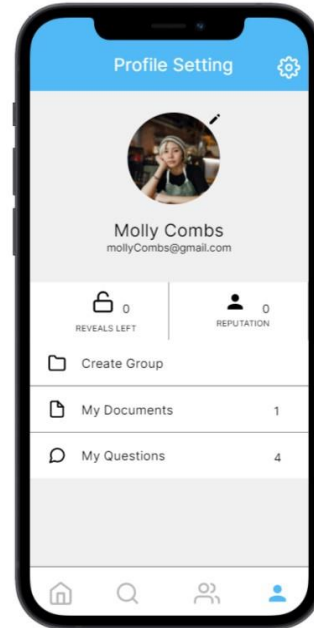 Profile Setting
Molly Combs
mollyCombs@gmail.com
0
REVEALS LEFT
0
REPUTATION
Create Group
My Documents 1
My Questions 4